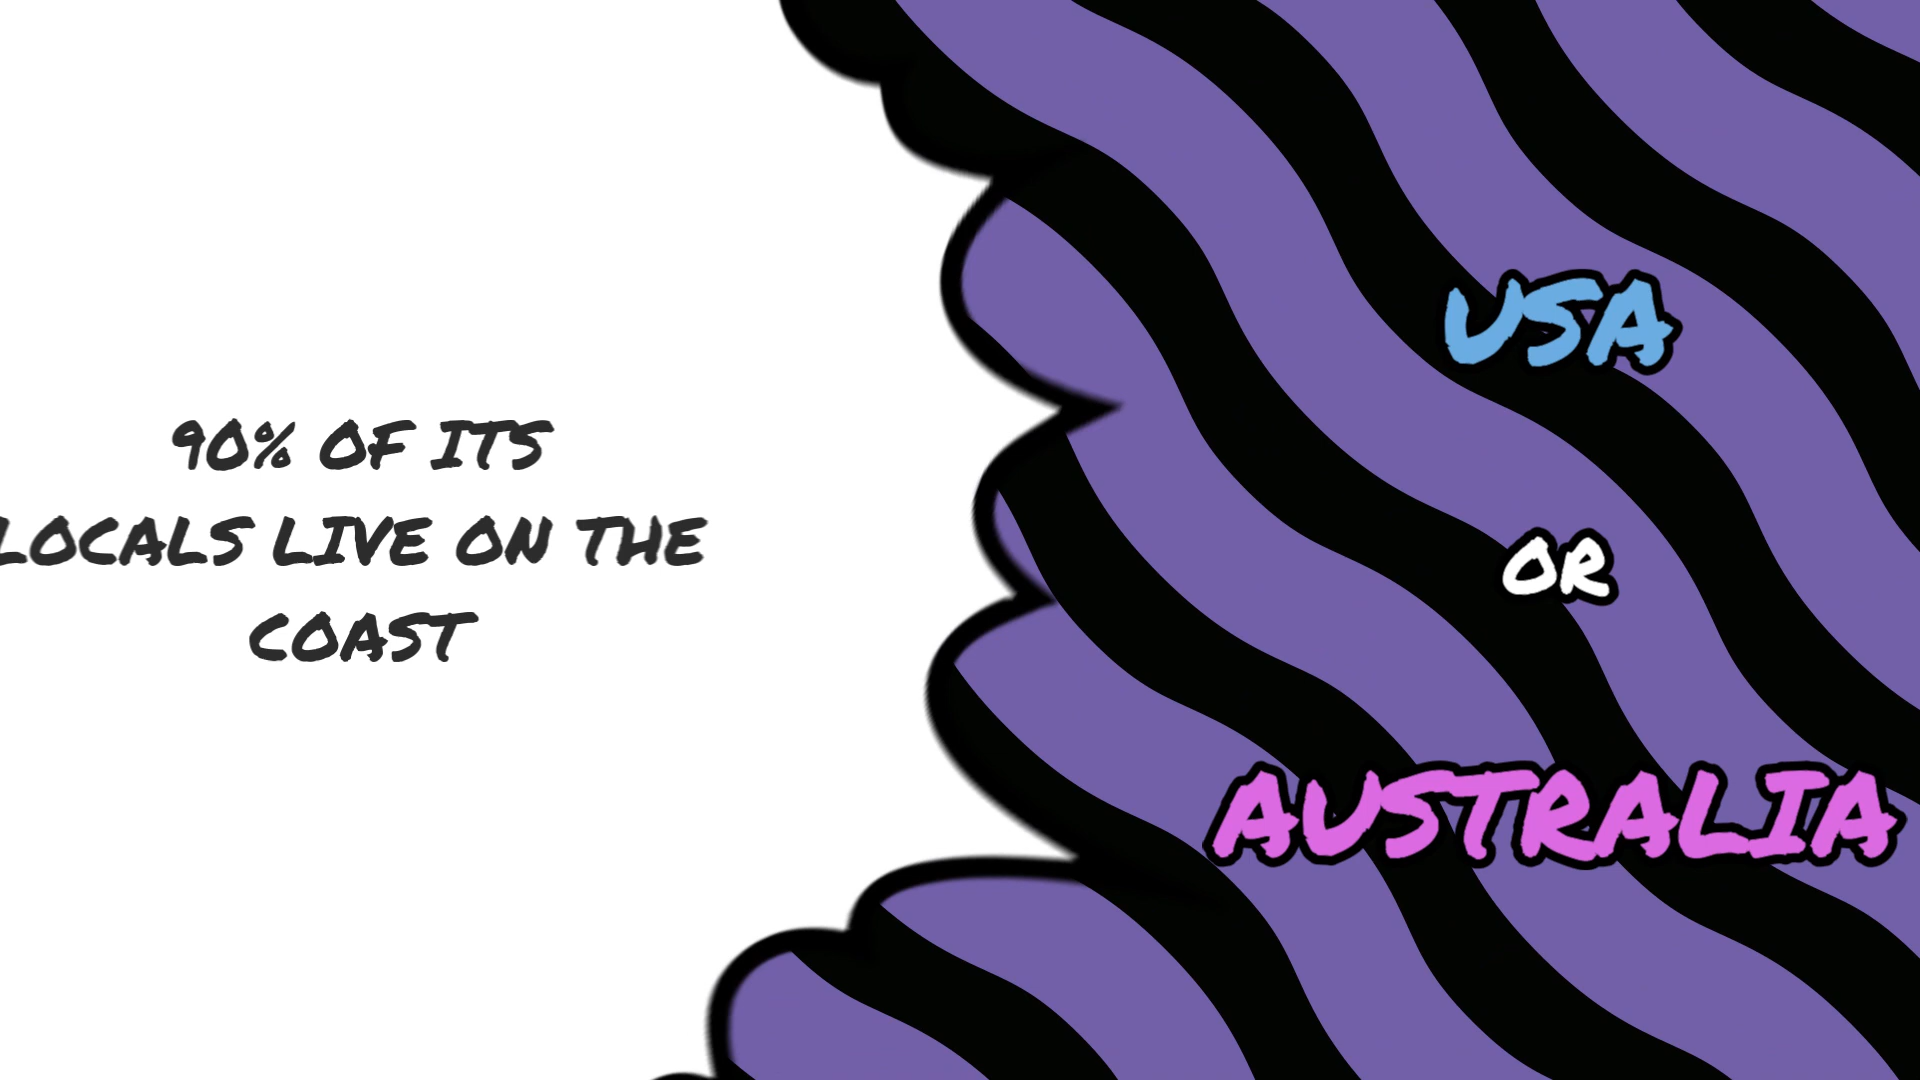 90% OF ITS
LOCALS LIVE ON THE
COAST
USA
OR
AUSTRALIA